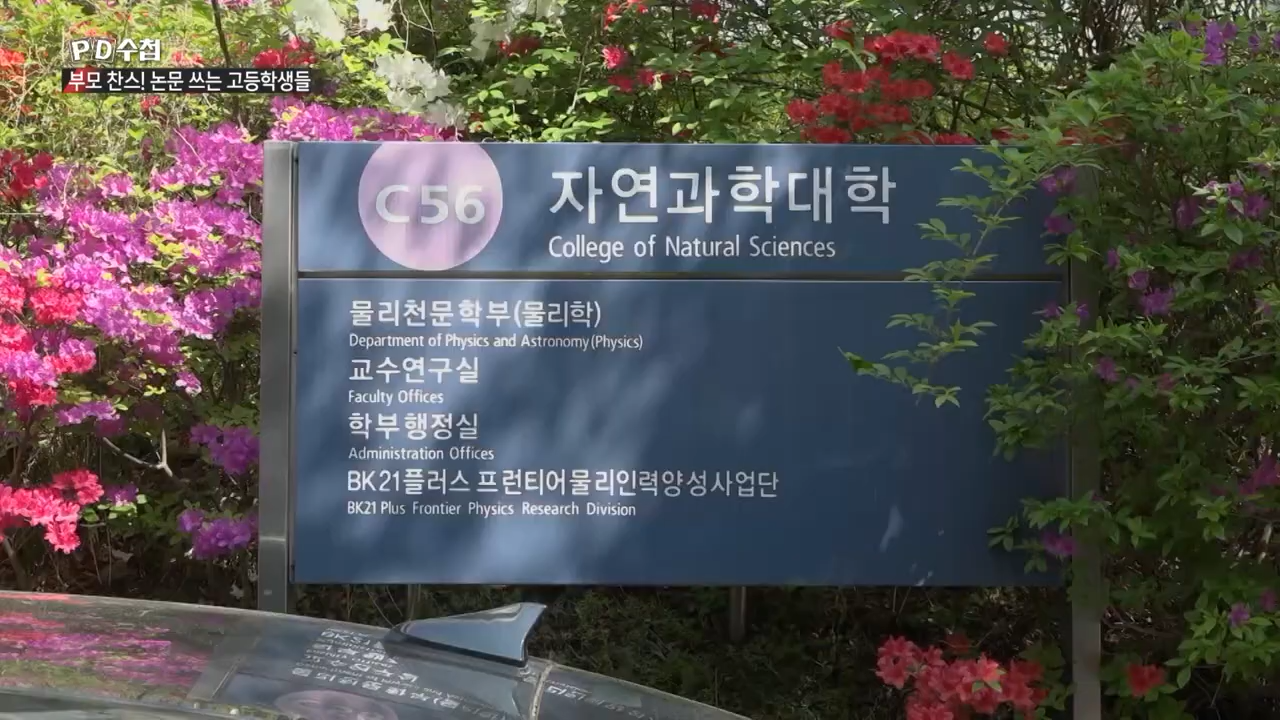 PD수첩
부모 찬스! 논문 쓰는 고등학생들
C56
자연과학대학
College of Natural Sciences
물리천문학부(물리학)
Department of Physics and Astronomy(Physics)
교수연구실
Faculty Offices
학부행정실
Administration Offices
BK21플러스 프런티어물리인력양성사업단
BK21 Plus Frontier Physics Research Division